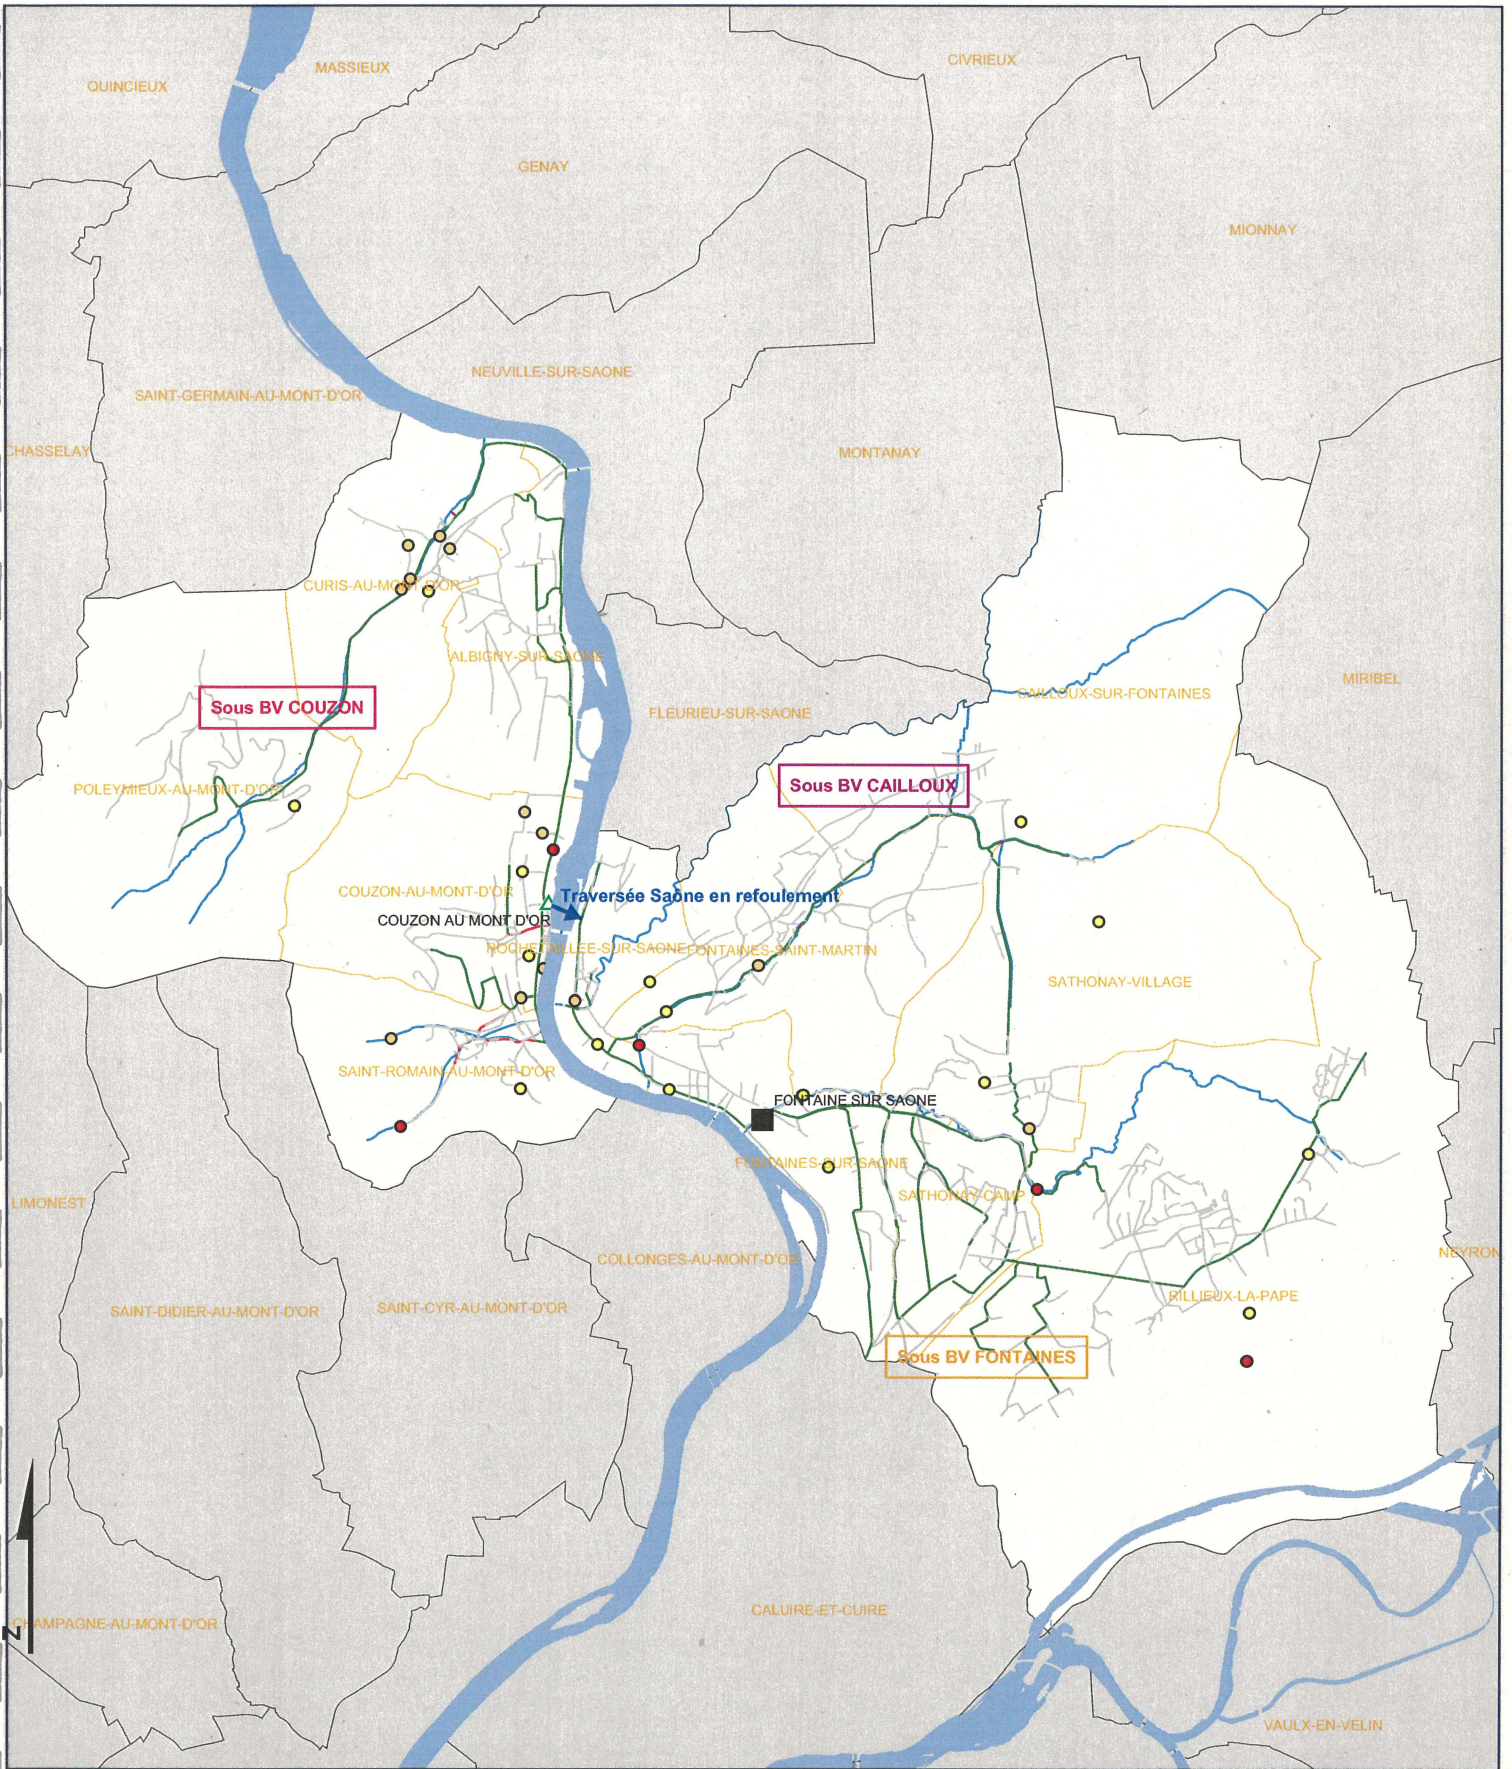 CIVRIEUX
MASSIEUX
QUINCIEUX
GENAY
MIONNAY
NEUVILLE-SUR-SAONE
SAINT-GERMAIN-AU-MONT-D'OR
CHASSELAY
MONTANAY
CURIS-AU-MONT-D'OR
ALBIGNY-SUR-SAONE
MIRIBEL
CAILLOUX-SUR-FONTAINES
Sous BV COUZON
FLEURIEU-SUR-SAONE
Sous BV CAILLOUX
POLEYMIEUX-AU-MONT-D'OR
COUZON-AU-MONT-D'OR
Traversée Saône en refoulement
COUZON AU MONT D'OR
ROCHETAILLEE-SUR-SAONE
FONTAINES-SAINT-MARTIN
SATHONAY-VILLAGE
SAINT-ROMAIN-AU-MONT-D'OR
FONTAINE SUR SAONE
FONTAINES-SUR-SAONE
SATHONAY-CAMP
LIMONEST
COLLONGES-AU-MONT-D'OR
NEYRON
RILLIEUX-LA-PAPE
SAINT-DIDIER-AU-MONT-D'OR
SAINT-CYR-AU-MONT-D'OR
Sous BV FONTAINES
CALUIRE-ET-CUIRE
CHAMPAGNE-AU-MONT-D'OR
N
VAULX-EN-VELIN